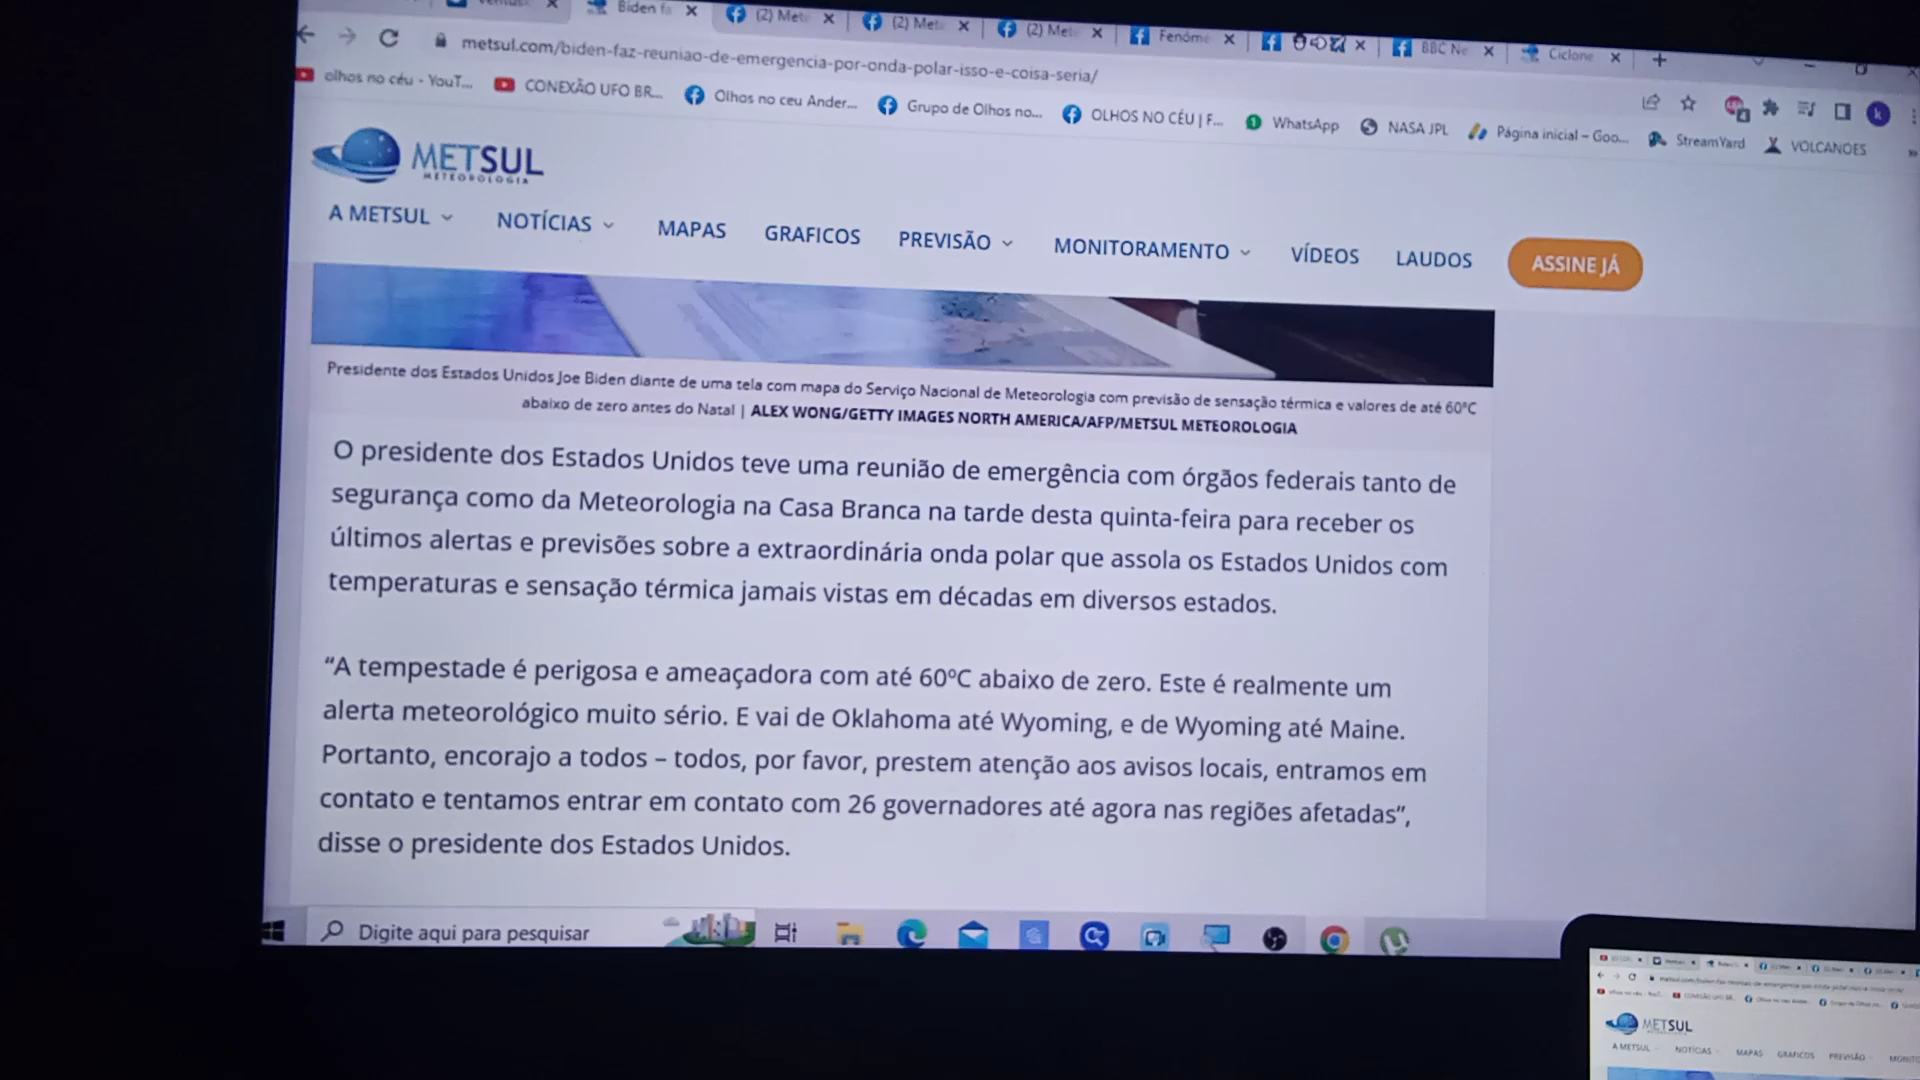 Biden fa
(2) Met
(2) Met
(2) Met
Fenôme
BBC Ne
Ciclone
metsul.com/biden-faz-reuniao-de-emergencia-por-onda-polar-isso-e-coisa-seria/
olhos no céu - YouT...
CONEXÃO UFO BR...
Olhos no ceu Ander...
Grupo de Olhos no...
OLHOS NO CÉU | F...
WhatsApp
NASA JPL
Página inicial – Goo...
StreamYard
VOLCANOES
METSUL
METEOROLOGIA
A METSUL
NOTÍCIAS
MAPAS
GRAFICOS
PREVISÃO
MONITORAMENTO
VÍDEOS
LAUDOS
ASSINE JÁ
Presidente dos Estados Unidos Joe Biden diante de uma tela com mapa do Serviço Nacional de Meteorologia com previsão de sensação térmica e valores de até 60ºC
abaixo de zero antes do Natal | ALEX WONG/GETTY IMAGES NORTH AMERICA/AFP/METSUL METEOROLOGIA
O presidente dos Estados Unidos teve uma reunião de emergência com órgãos federais tanto de
segurança como da Meteorologia na Casa Branca na tarde desta quinta-feira para receber os
últimos alertas e previsões sobre a extraordinária onda polar que assola os Estados Unidos com
temperaturas e sensação térmica jamais vistas em décadas em diversos estados.
“A tempestade é perigosa e ameaçadora com até 60ºC abaixo de zero. Este é realmente um
alerta meteorológico muito sério. E vai de Oklahoma até Wyoming, e de Wyoming até Maine.
Portanto, encorajo a todos – todos, por favor, prestem atenção aos avisos locais, entramos em
contato e tentamos entrar em contato com 26 governadores até agora nas regiões afetadas”,
disse o presidente dos Estados Unidos.
Digite aqui para pesquisar
METSUL
A METSUL
NOTÍCIAS
MAPAS
GRAFICOS
PREVISÃO
MONITO